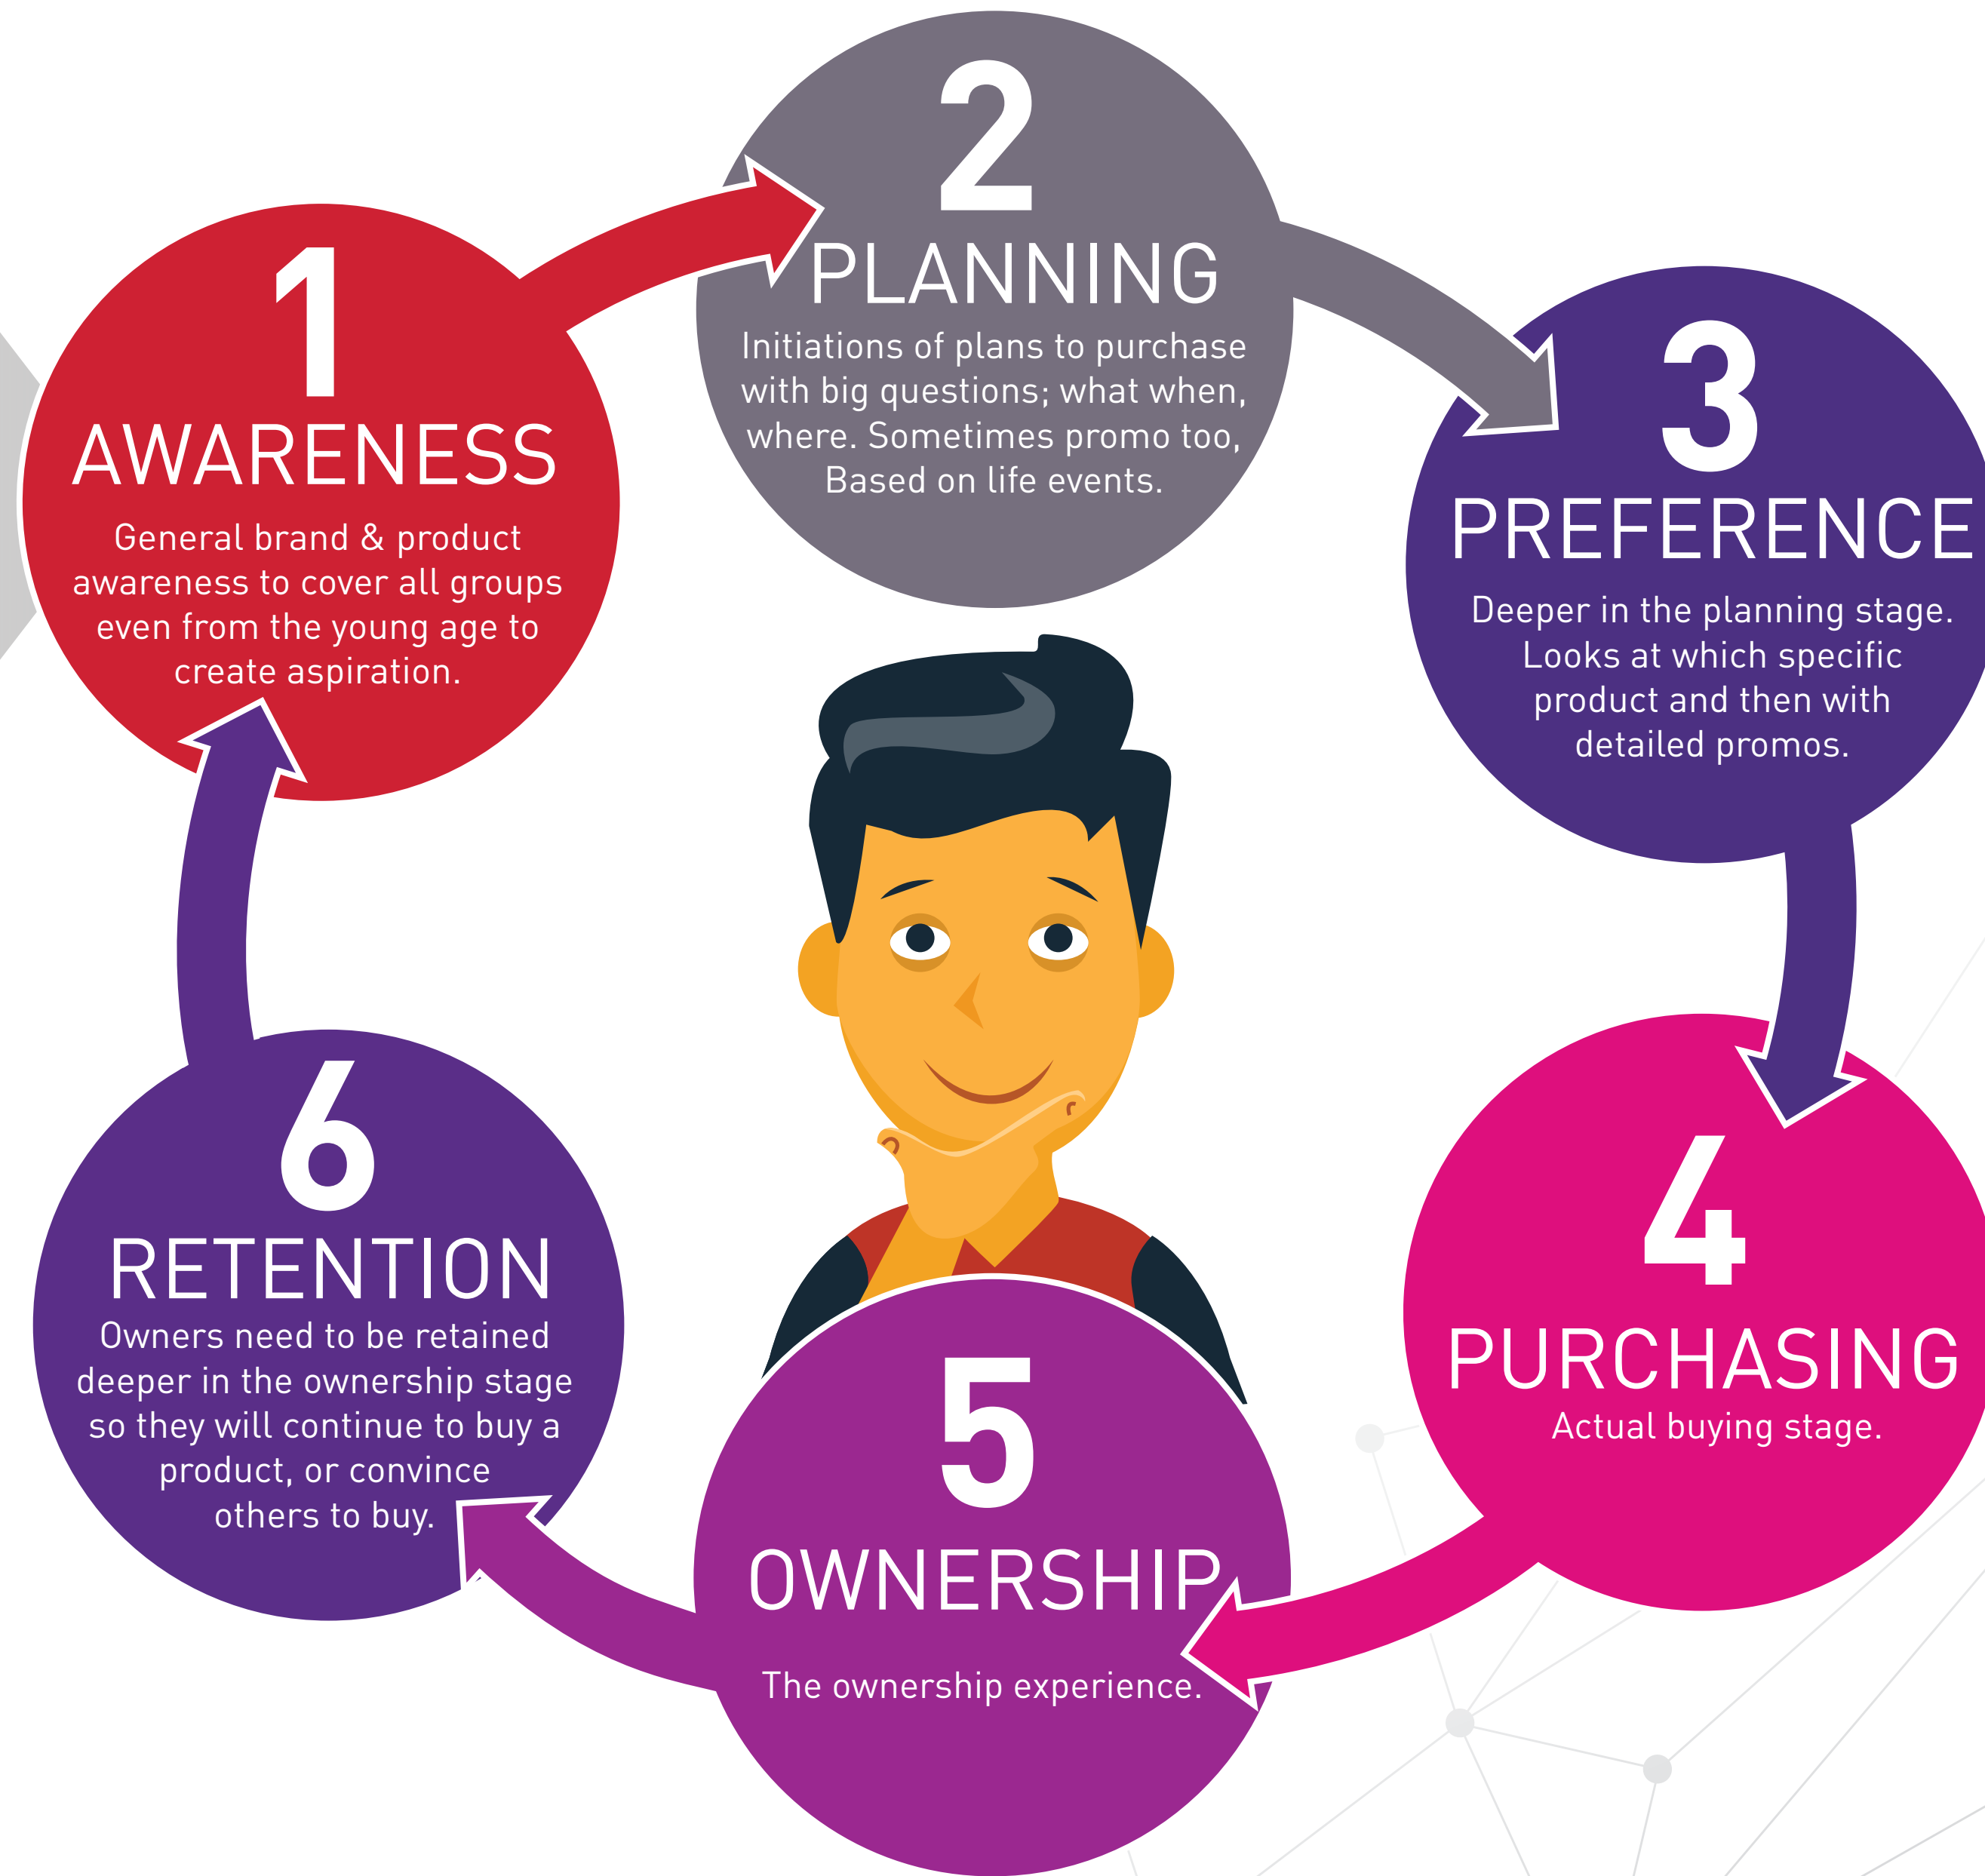 1
AWARENESS
General brand & product
awareness to cover all groups
even from the young age to
create aspiration.
2
PLANNING
Initiations of plans to purchase
with big questions; what when,
where. Sometimes promo too,
Based on life events.
3
PREFERENCE
Deeper in the planning stage.
Looks at which specific
product and then with
detailed promos.
4
PURCHASING
Actual buying stage.
5
OWNERSHIP
The ownership experience.
6
RETENTION
Owners need to be retained
deeper in the ownership stage
so they will continue to buy a
product, or convince
others to buy.